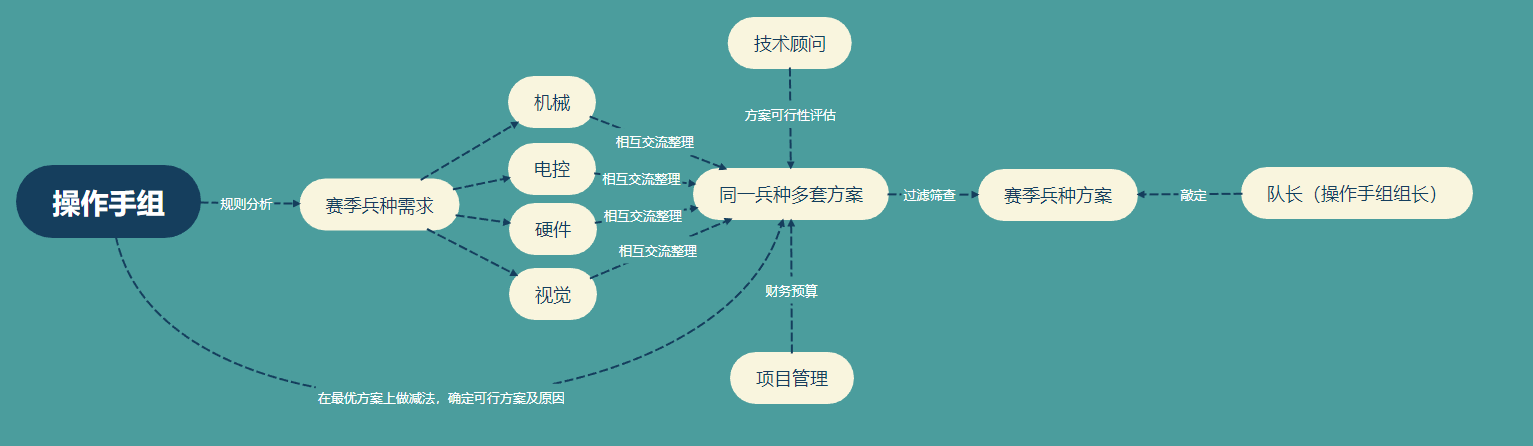 技术顾问
方案可行性评估
机械
相互交流整理
电控
相互交流整理
操作手组
规则分析
赛季兵种需求
同一兵种多套方案
过滤筛查
赛季兵种方案
敲定
队长（操作手组组长）
硬件
相互交流整理
相互交流整理
视觉
财务预算
项目管理
在最优方案上做减法，确定可行方案及原因